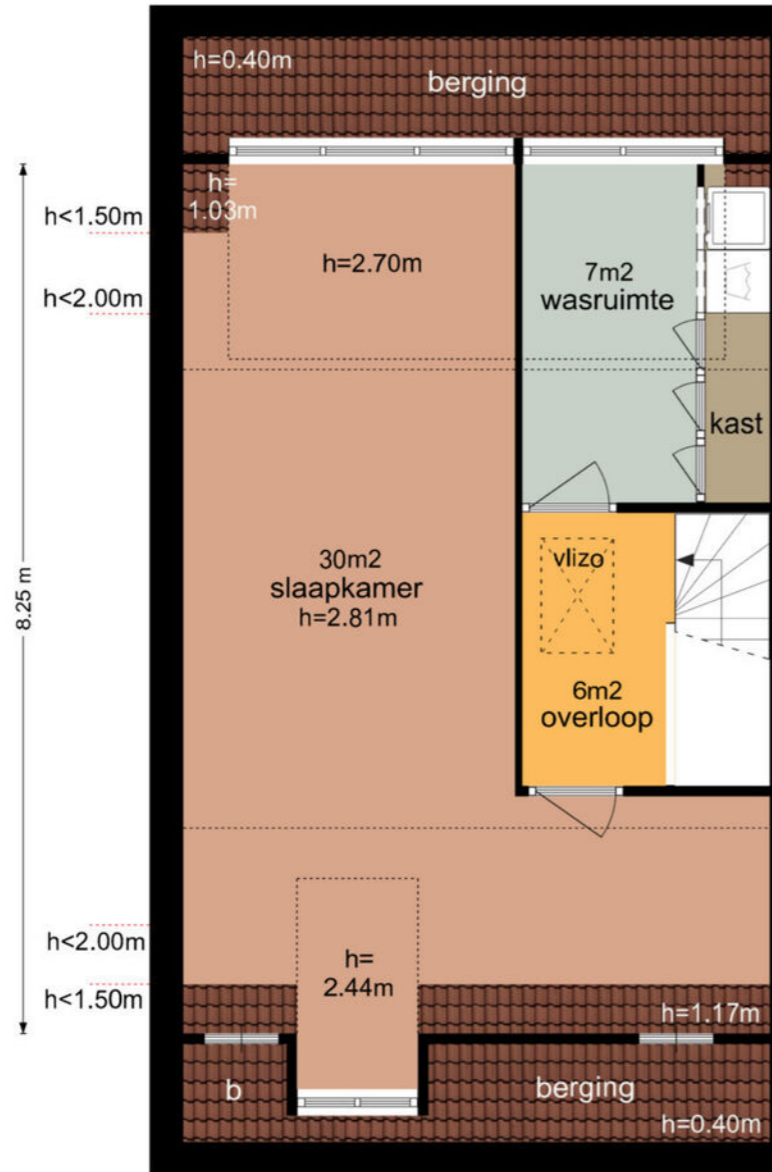 h=0.40m
berging
h=
1.03m
h<1.50m
h=2.70m
7m2
wasruimte
h<2.00m
kast
30m2
slaapkamer
h=2.81m
vlizo
8.25 m
6m2
overloop
h<2.00m
h=
2.44m
h<1.50m
h=1.17m
b
berging
h=0.40m